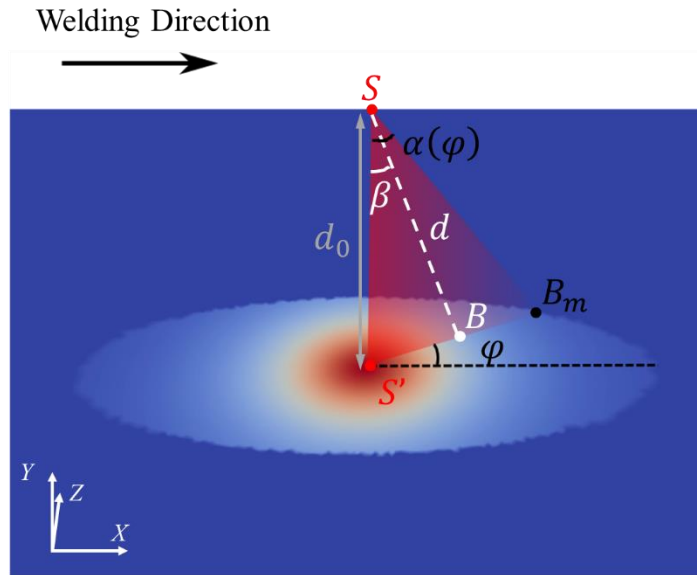 Welding Direction
S
α(φ)
β
d₀
d
Bₘ
B
φ
S'
Y
Z
X